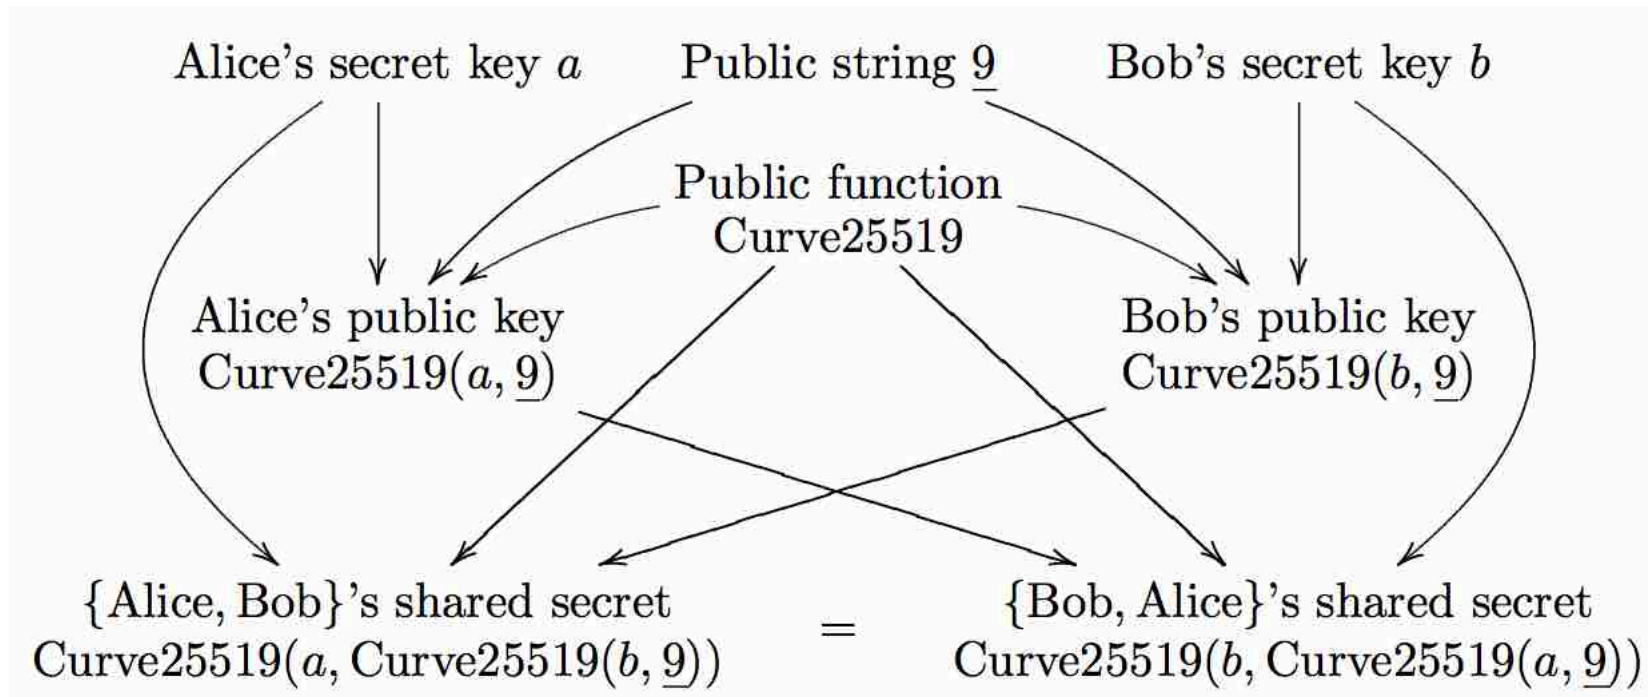 Alice's secret key a
Public string 9
Bob's secret key b
Public function
Curve25519
Alice's public key
Curve25519(a, 9)
Bob's public key
Curve25519(b, 9)
{Alice, Bob}'s shared secret
Curve25519(a, Curve25519(b, 9))
=
{Bob, Alice}'s shared secret
Curve25519(b, Curve25519(a, 9))